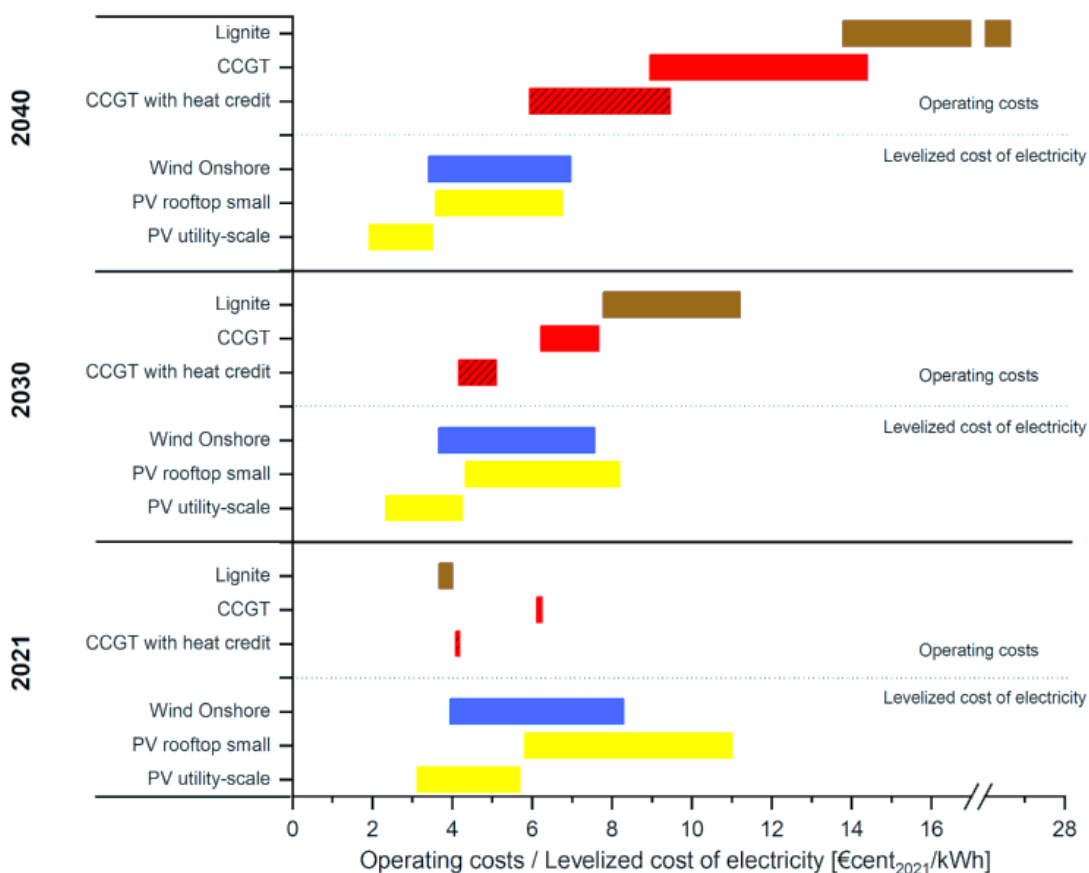 2040
Lignite
CCGT
CCGT with heat credit
Operating costs
Levelized cost of electricity
Wind Onshore
PV rooftop small
PV utility-scale
2030
Lignite
CCGT
CCGT with heat credit
Operating costs
Levelized cost of electricity
Wind Onshore
PV rooftop small
PV utility-scale
2021
Lignite
CCGT
CCGT with heat credit
Operating costs
Levelized cost of electricity
Wind Onshore
PV rooftop small
PV utility-scale
0 2 4 6 8 10 12 14 16 28
Operating costs / Levelized cost of electricity [€cent2021/kWh]